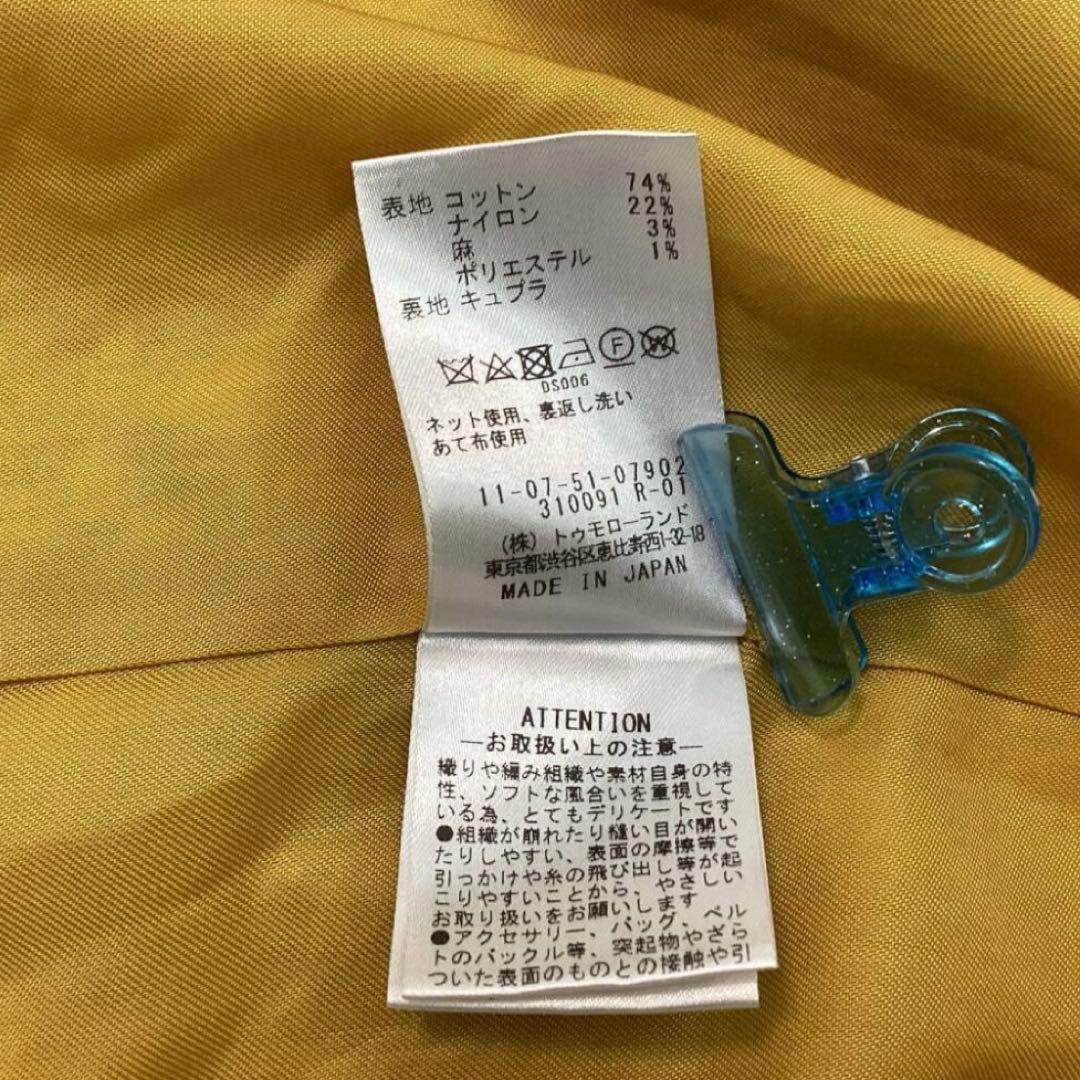 表地 コットン 74%
ナイロン 22%
麻 3%
ポリエステル 1%
裏地 キュプラ
F W
DS006
ネット使用、裏返し洗い
あて布使用
11-07-51-07902
310091 R-01
(株) トゥモローランド
東京都渋谷区恵比寿西1-32-18
MADE IN JAPAN
ATTENTION
―お取扱い上の注意―
織りや編み組織や素材自身の特
性、ソフトな風合いを重視して
いる為、とてもデリケートです
●組織が崩れたり縫い目が開い
たりしやすい、表面の摩擦等で
引っかけや糸の飛び出し等が起
こりやすいことから、やさしい
お取り扱いをお願いします
●アクセサリー、バッグ、ベル
トのバックル等、突起物やざら
ついた表面のものとの接触や引